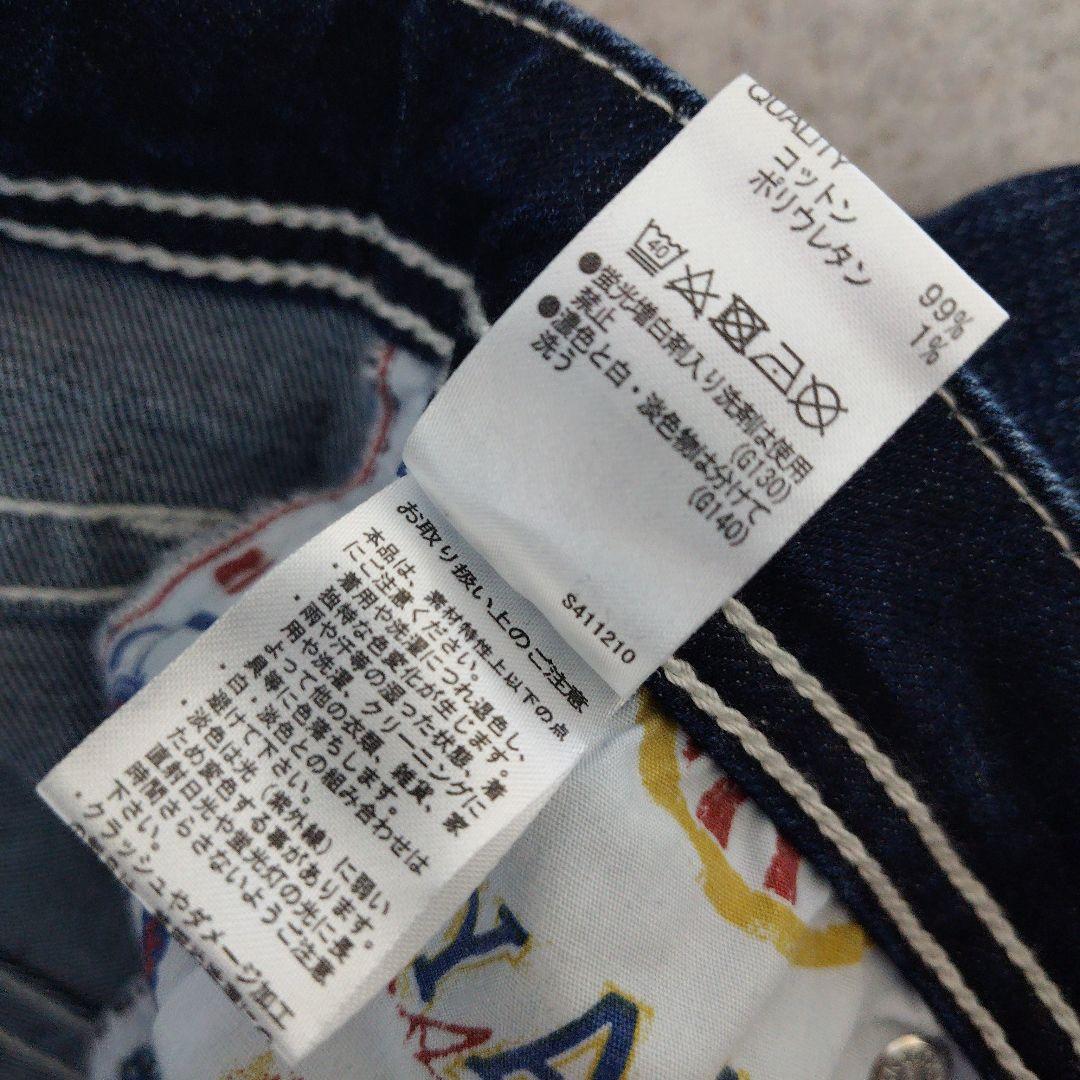 QUALITY
コットン 99%
ポリウレタン 1%
40
●蛍光増白剤入り洗剤は使用
禁止 (G130)
●濃色と白・淡色物は分けて
洗う (G140)
S411210
お取り扱い上のご注意
本品は、素材特性上以下の点
にご注意ください。
・着用や洗濯につれ退色し、
独特な色変化が生じます。
・雨や汗等の湿った状態、着
用や洗濯、クリーニングに
よって他の衣類、雑貨、家
具等に色落ちします。
白、淡色との組み合わせは
避けて下さい。
・淡色は光（紫外線）に弱い
ため変色する事があります。
直射日光や蛍光灯の光に長
時間さらさないようご注意
下さい。
・クラッシュやダメージ加工
YA